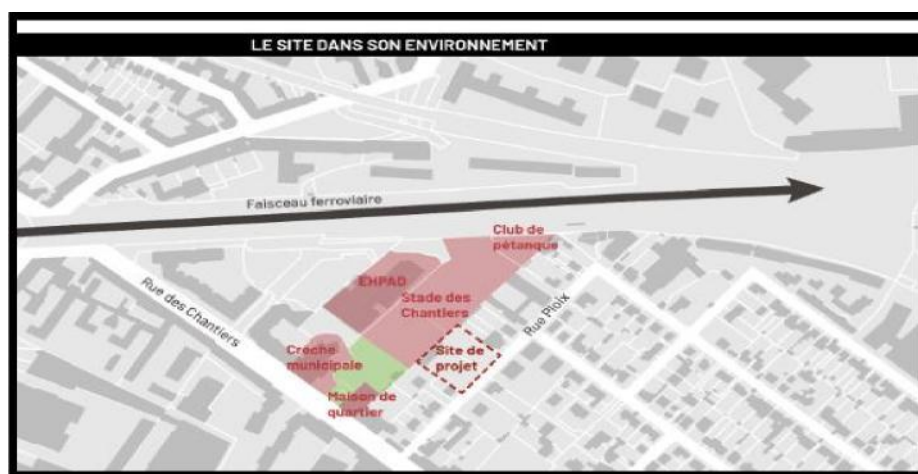 LE SITE DANS SON ENVIRONNEMENT
Faisceau ferroviaire
Club de
pétanque
EHPAD
Rue des Chantiers
Stade des
Chantiers
Rue Ploix
Crèche
municipale
Site de
projet
Maison de
quartier